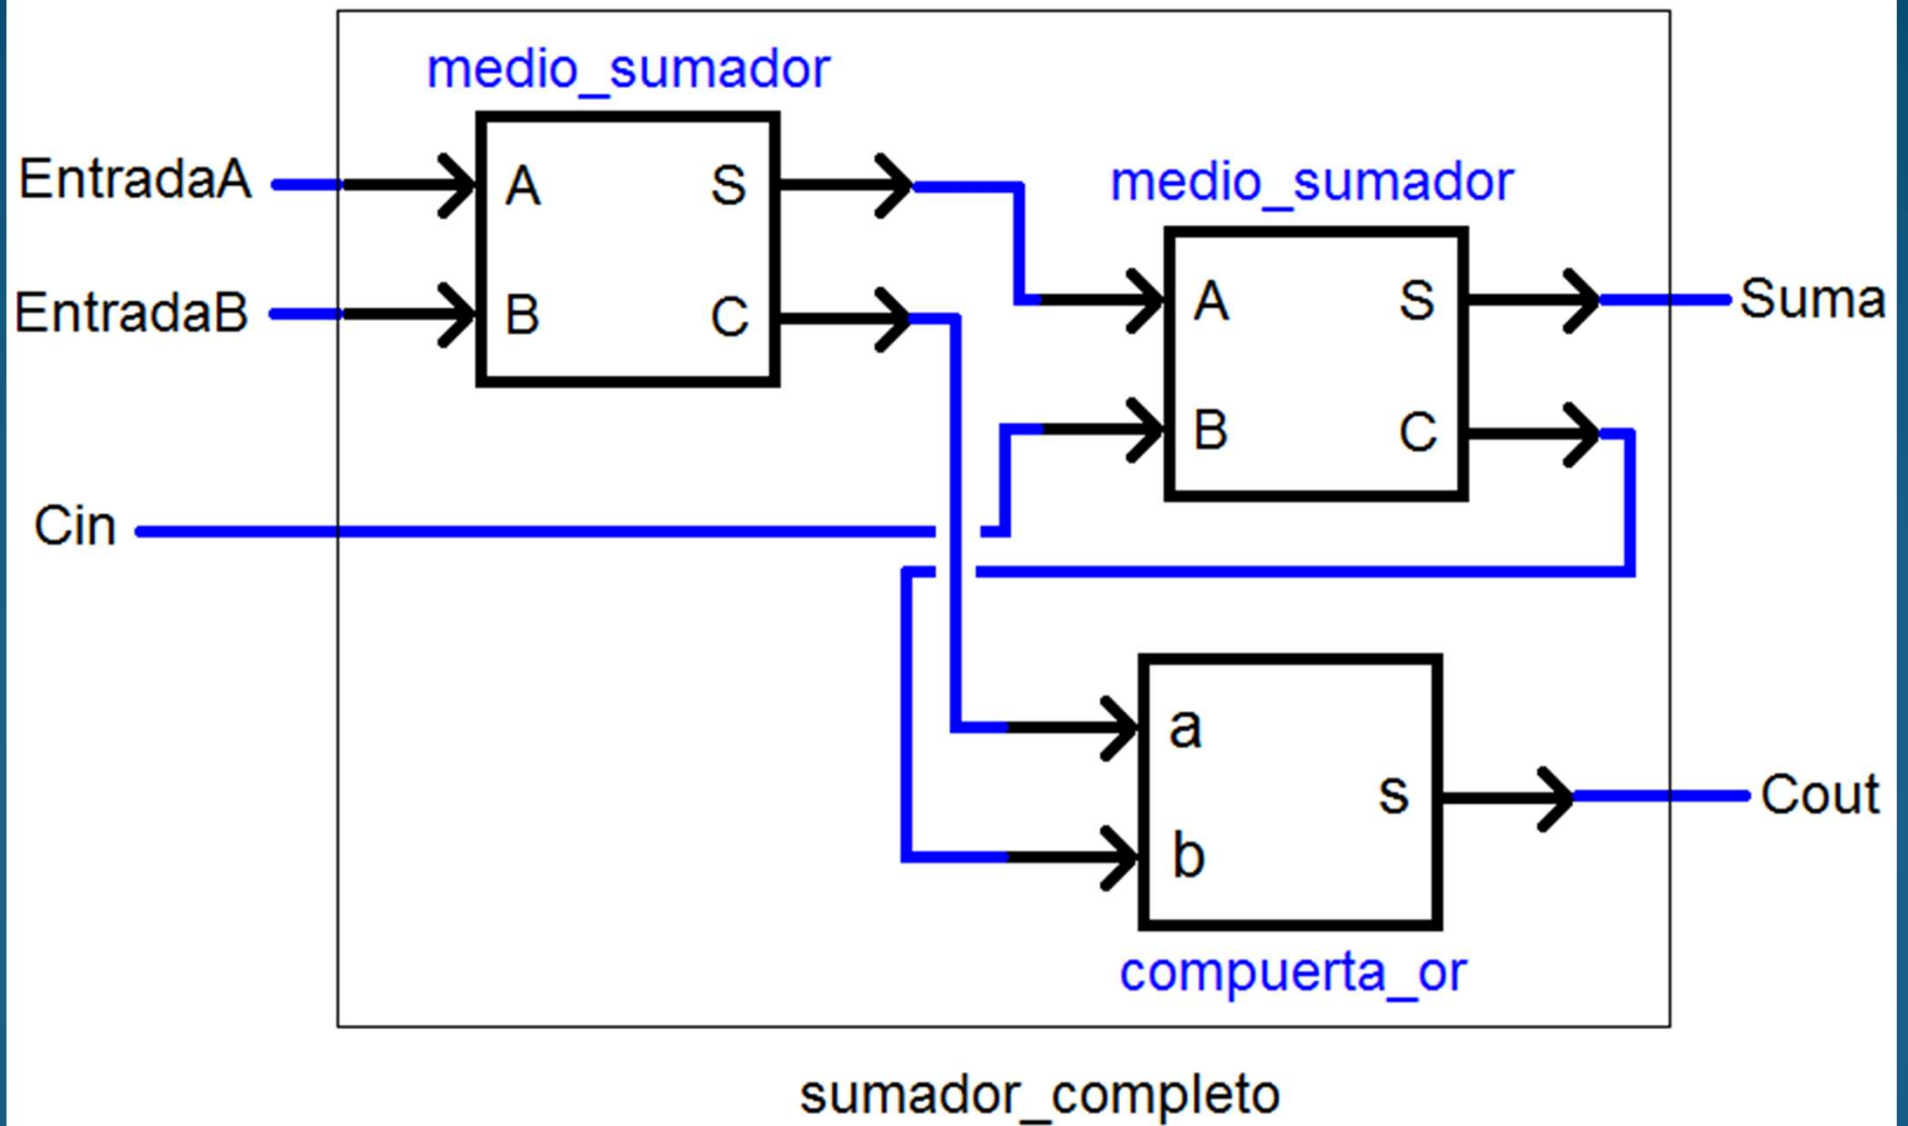 medio_sumador
EntradaA
A
S
EntradaB
B
C
medio_sumador
A
S
Suma
B
C
Cin
a
s
Cout
b
compuerta_or
sumador_completo